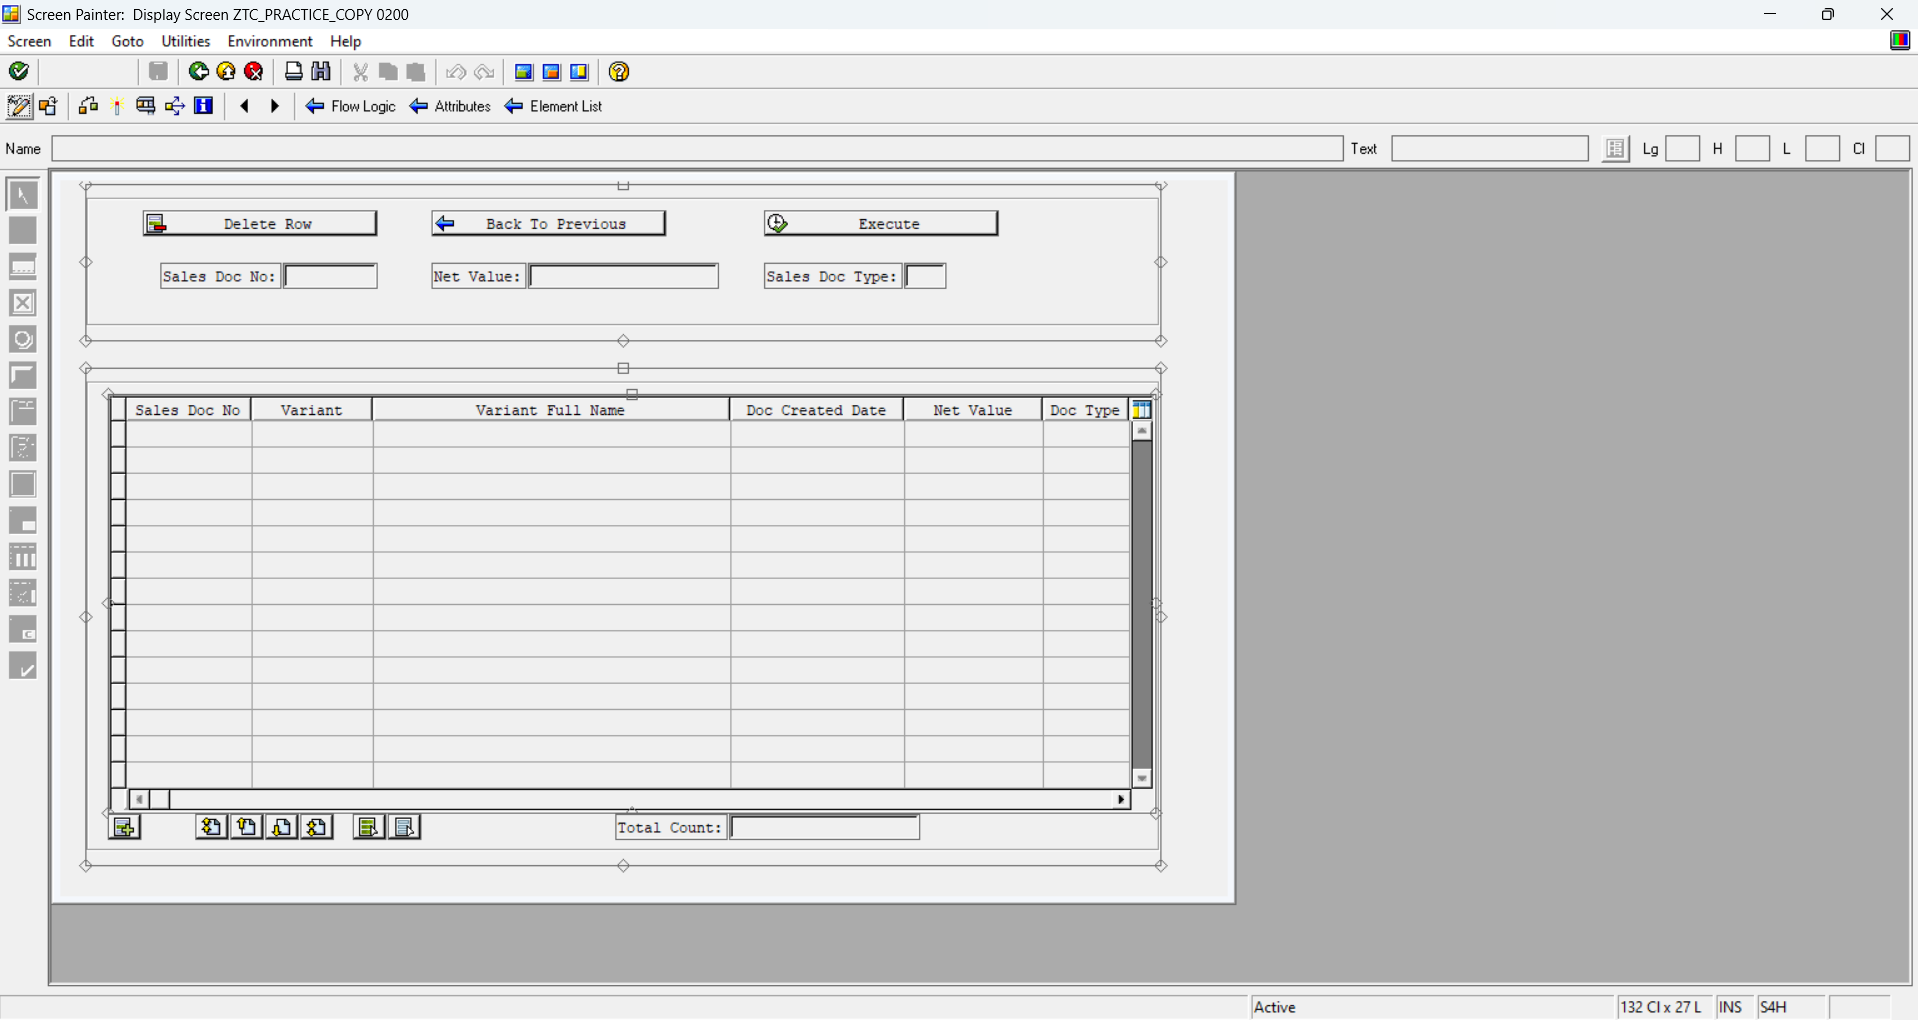 Screen Painter: Display Screen ZTC_PRACTICE_COPY 0200
Screen Edit Goto Utilities Environment Help
Flow Logic Attributes Element List
Name Text Lg H L Cl
Delete Row Back To Previous Execute
Sales Doc No: Net Value: Sales Doc Type:
Sales Doc No Variant Variant Full Name Doc Created Date Net Value Doc Type
Total Count:
Active 132 Cl x 27 L INS S4H